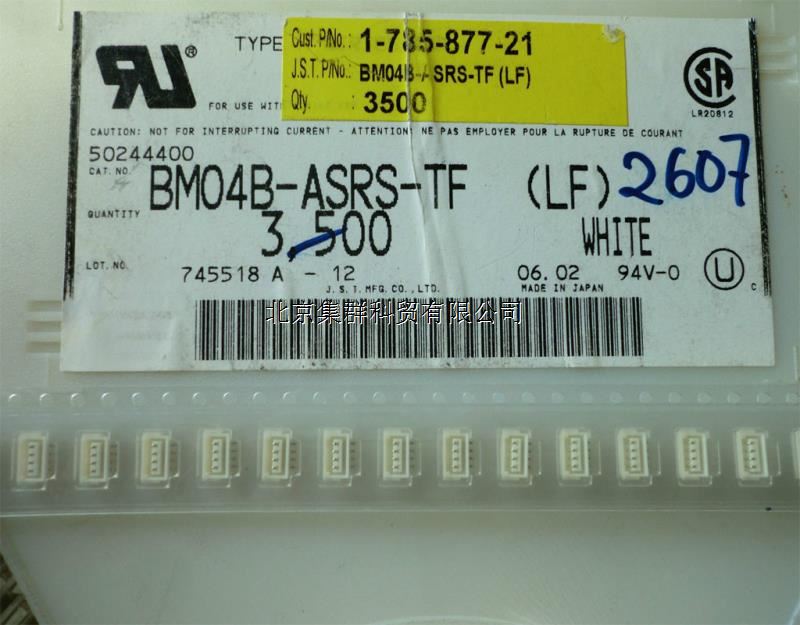 RU®
TYPE
Cust. P/No.: 1-785-877-21
J.S.T. P/No.: BM04B-ASRS-TF (LF)
Qty. 3500
SA
LR20812
FOR USE WIT
CAUTION: NOT FOR INTERRUPTING CURRENT - ATTENTION: NE PAS EMPLOYER POUR LA RUPTURE DE COURANT
50244400
CAT. NO.
BM04B-ASRS-TF (LF) 2607
QUANTITY 3,500 WHITE
LOT. NO. 745518 A - 12 06.02 94V-0 U
J.S.T. MFG. CO., LTD. MADE IN JAPAN C
北京集群科贸有限公司